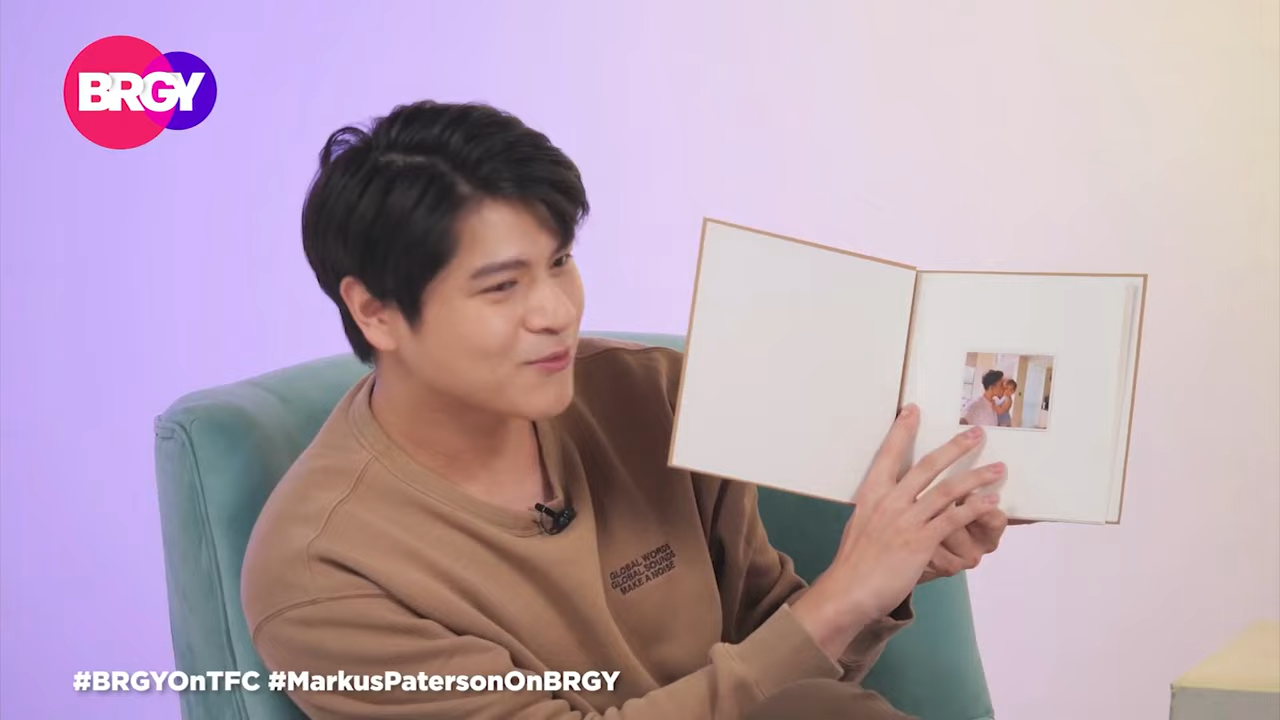 BRGY
GLOBAL WORDS
GLOBAL SOUNDS
MAKE A NOISE
#BRGYOnTFC #MarkusPatersonOnBRGY